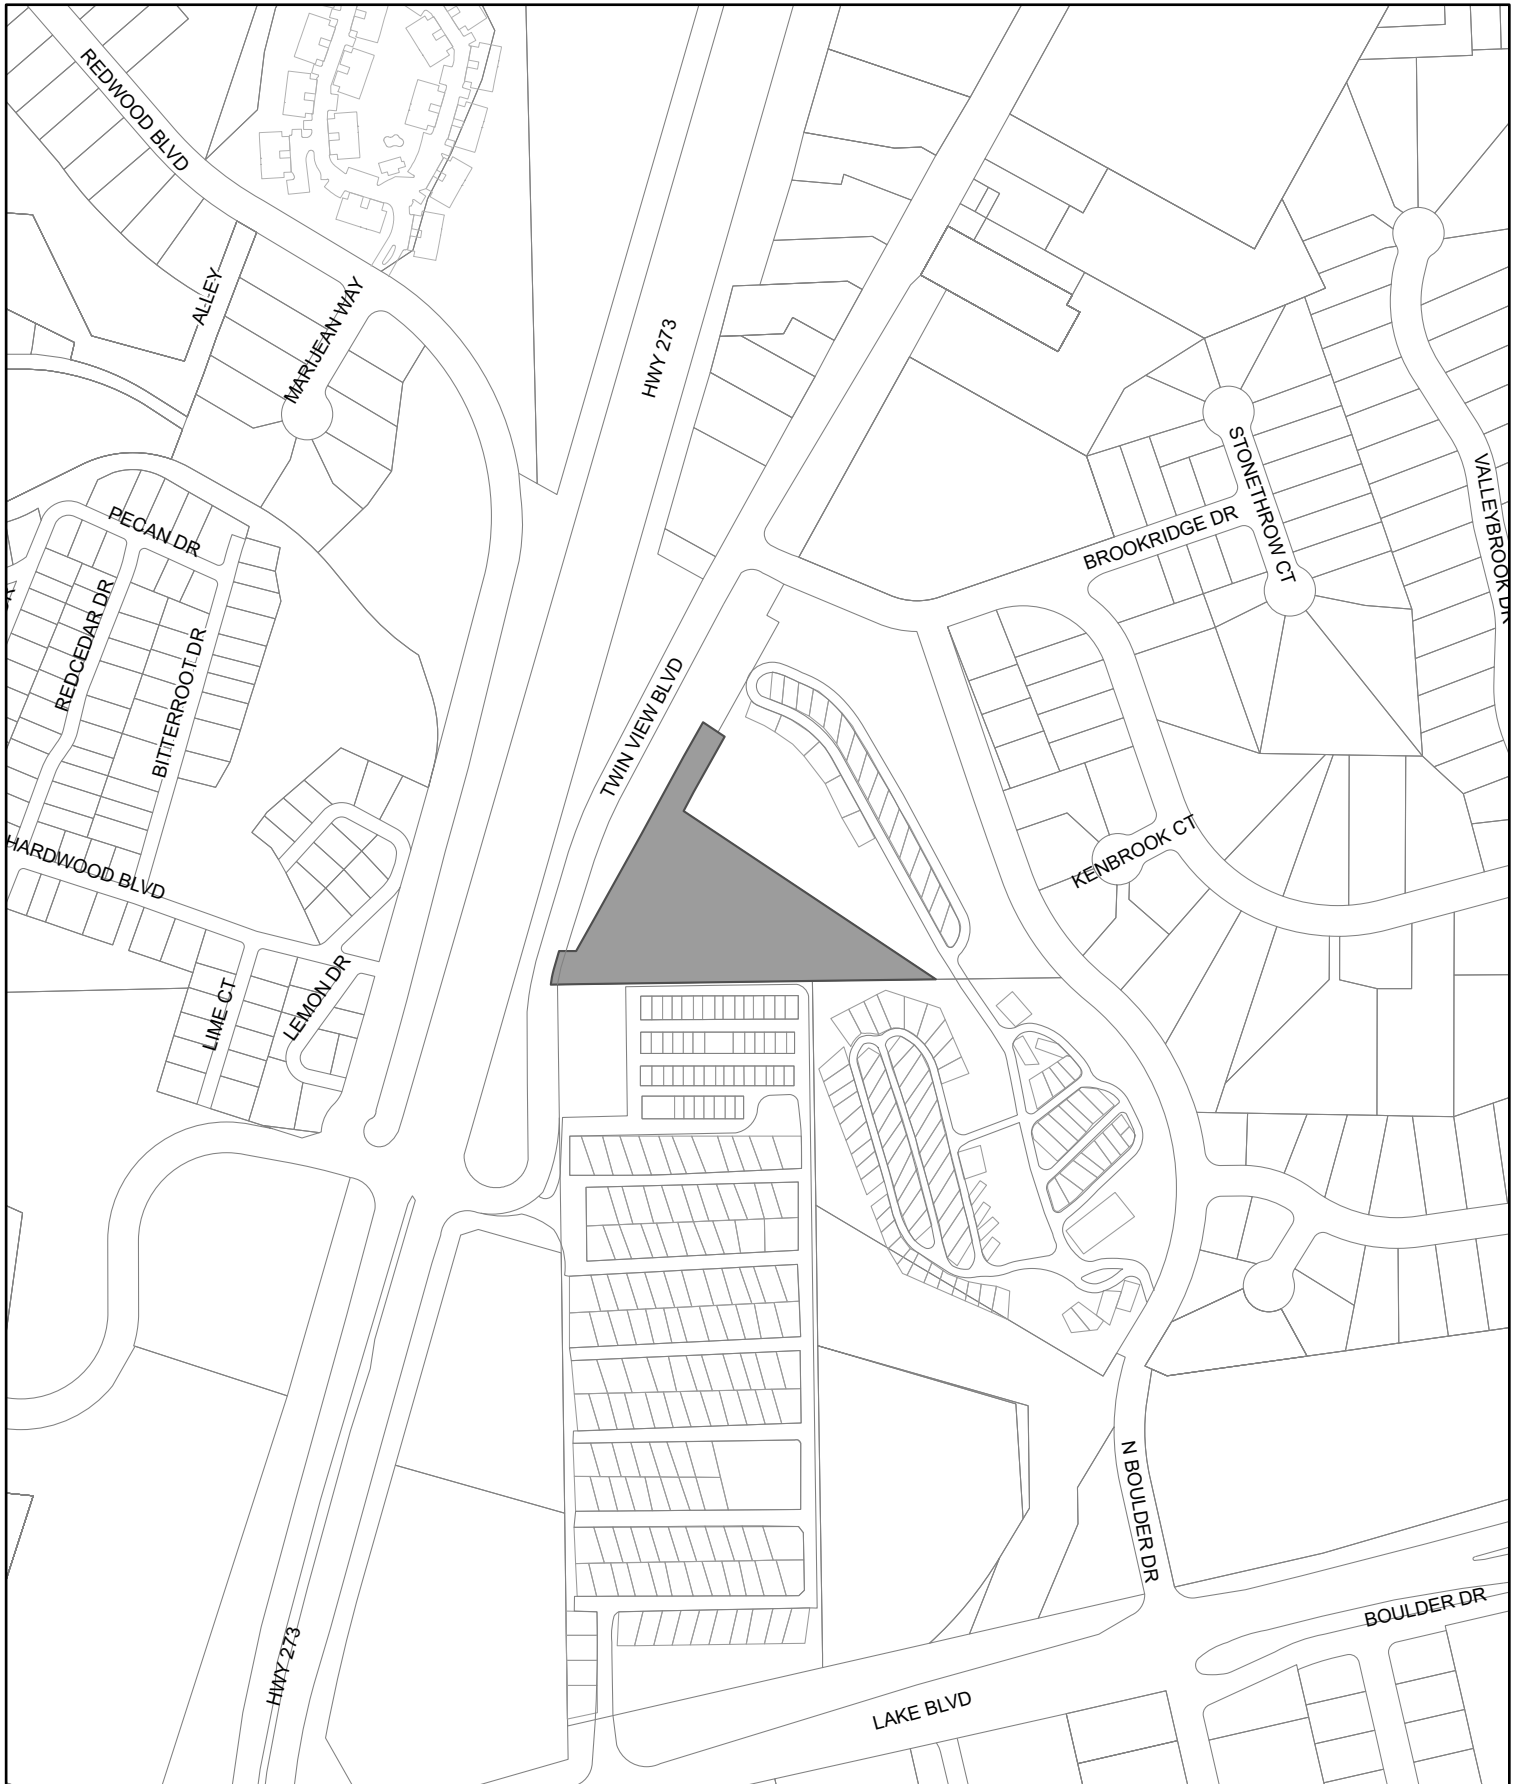 REDWOOD BLVD
ALLEY
MARIJEAN WAY
HWY 273
STONETHROW CT
VALLEYBROOK DR
BROOKRIDGE DR
PECAN DR
REDCEDAR DR
BITTERROOT DR
TWIN VIEW BLVD
HARDWOOD BLVD
KENBROOK CT
LIME CT
LEMON DR
N BOULDER DR
BOULDER DR
HWY 273
LAKE BLVD